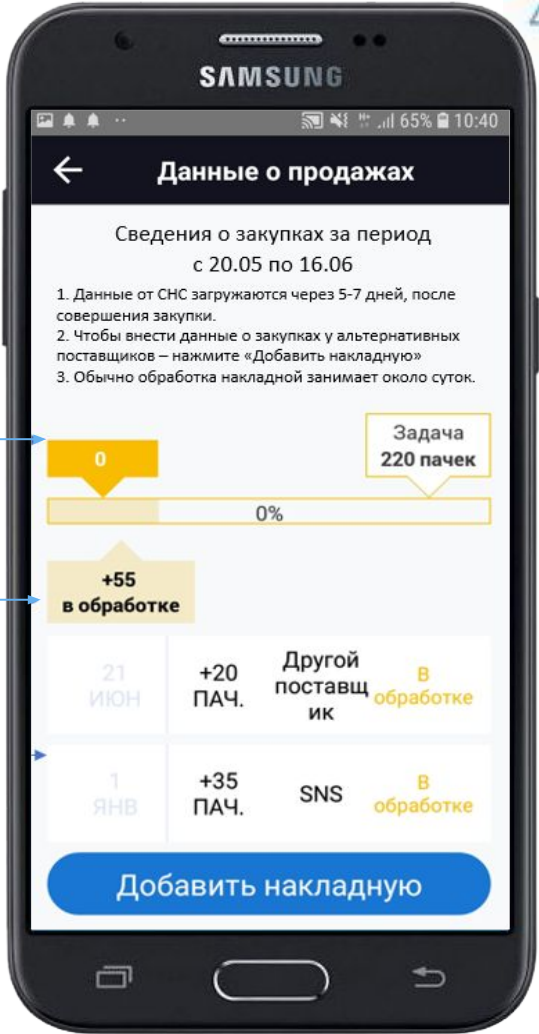 SAMSUNG
65% 10:40
Данные о продажах
Сведения о закупках за период
с 20.05 по 16.06
1. Данные от СНС загружаются через 5-7 дней, после
совершения закупки.
2. Чтобы внести данные о закупках у альтернативных
поставщиков – нажмите «Добавить накладную»
3. Обычно обработка накладной занимает около суток.
Задача
220 пачек
0
0%
+55
в обработке
21
ИЮН
+20
ПАЧ.
Другой
поставщ
ик
В
обработке
1
ЯНВ
+35
ПАЧ.
SNS
В
обработке
Добавить накладную